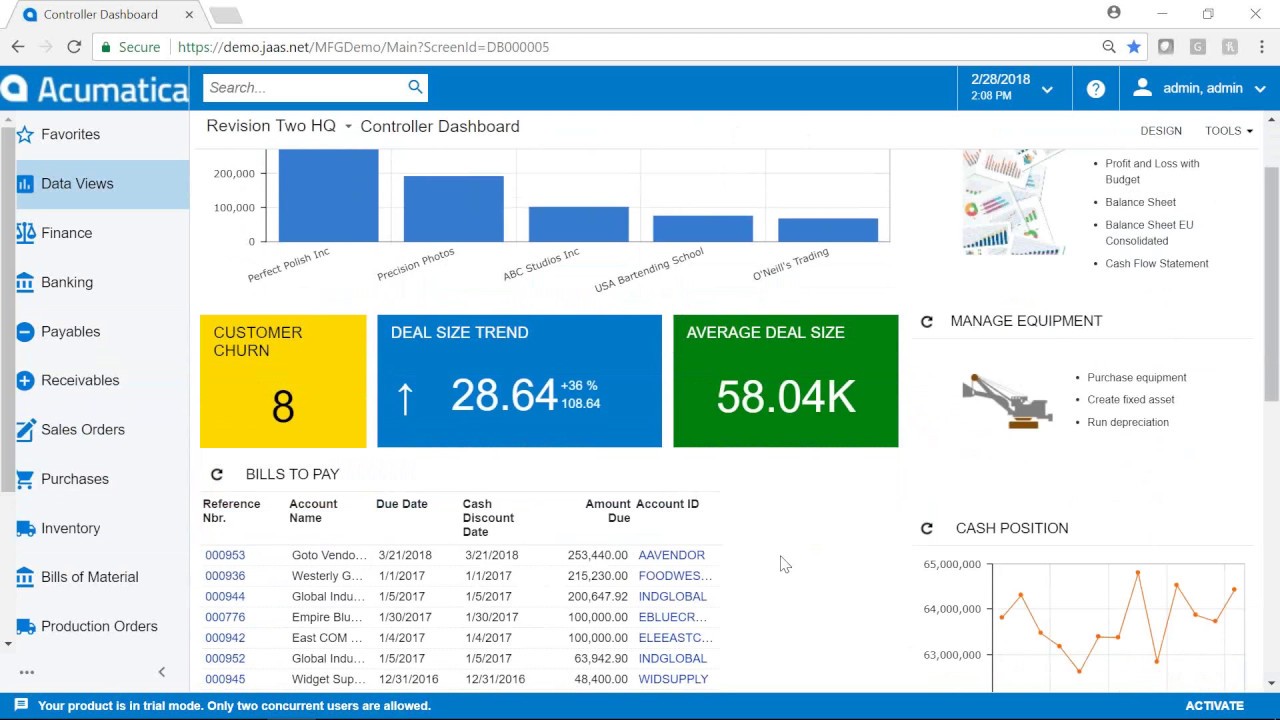 Controller Dashboard
Secure https://demo.jaas.net/MFGDemo/Main?ScreenId=DB000005
Acumatica
Search...
2/28/2018
2:08 PM
admin, admin
Favorites
Data Views
Finance
Banking
Payables
Receivables
Sales Orders
Purchases
Inventory
Bills of Material
Production Orders
Revision Two HQ Controller Dashboard
DESIGN TOOLS
200,000
100,000
0
Perfect Polish Inc
Precision Photos
ABC Studios Inc
USA Bartending School
O'Neill's Trading
Profit and Loss with
Budget
Balance Sheet
Balance Sheet EU
Consolidated
Cash Flow Statement
CUSTOMER
CHURN
8
DEAL SIZE TREND
28.64
+36 %
108.64
AVERAGE DEAL SIZE
58.04K
MANAGE EQUIPMENT
Purchase equipment
Create fixed asset
Run depreciation
BILLS TO PAY
Reference Nbr. Account Name Due Date Cash Discount Date Amount Due Account ID
000953 Goto Vendo... 3/21/2018 3/21/2018 253,440.00 AAVENDOR
000936 Westerly G... 1/1/2017 1/1/2017 215,230.00 FOODWES...
000944 Global Indu... 1/5/2017 1/5/2017 200,647.92 INDGLOBAL
000776 Empire Blu... 1/30/2017 1/30/2017 100,000.00 EBLUECR...
000942 East COM ... 1/4/2017 1/4/2017 100,000.00 ELEEASTC...
000952 Global Indu... 1/5/2017 1/5/2017 63,942.90 INDGLOBAL
000945 Widget Sup... 12/31/2016 12/31/2016 48,400.00 WIDSUPPLY
CASH POSITION
65,000,000
64,000,000
63,000,000
Your product is in trial mode. Only two concurrent users are allowed.
ACTIVATE